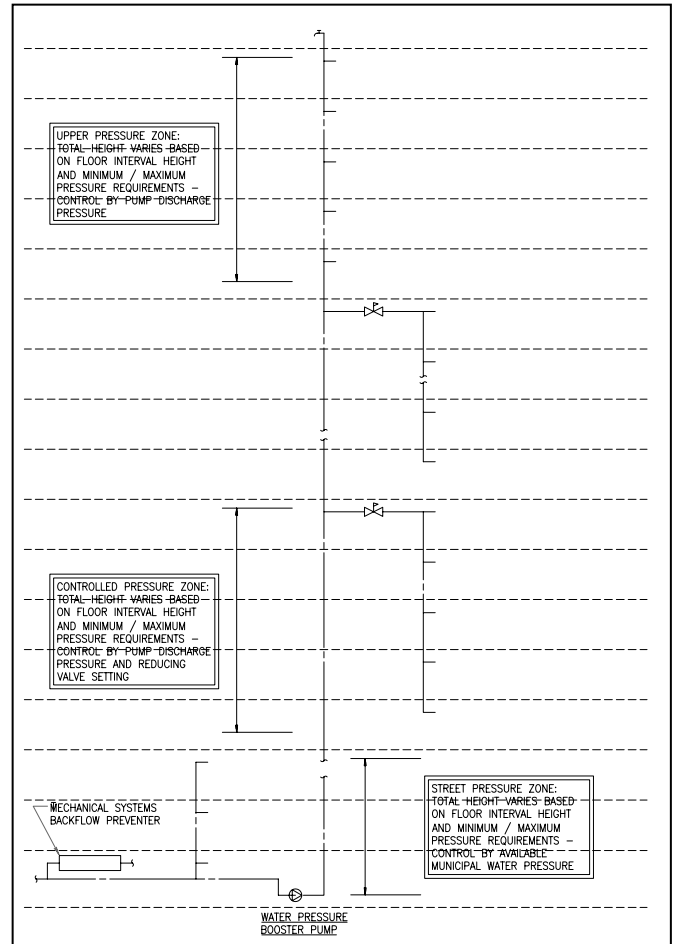 UPPER PRESSURE ZONE:
TOTAL HEIGHT VARIES BASED
ON FLOOR INTERVAL HEIGHT
AND MINIMUM / MAXIMUM
PRESSURE REQUIREMENTS –
CONTROL BY PUMP DISCHARGE
PRESSURE
CONTROLLED PRESSURE ZONE:
TOTAL HEIGHT VARIES BASED
ON FLOOR INTERVAL HEIGHT
AND MINIMUM / MAXIMUM
PRESSURE REQUIREMENTS –
CONTROL BY PUMP DISCHARGE
PRESSURE AND REDUCING
VALVE SETTING
STREET PRESSURE ZONE:
TOTAL HEIGHT VARIES BASED
ON FLOOR INTERVAL HEIGHT
AND MINIMUM / MAXIMUM
PRESSURE REQUIREMENTS –
CONTROL BY AVAILABLE
MUNICIPAL WATER PRESSURE
MECHANICAL SYSTEMS
BACKFLOW PREVENTER
WATER PRESSURE
BOOSTER PUMP